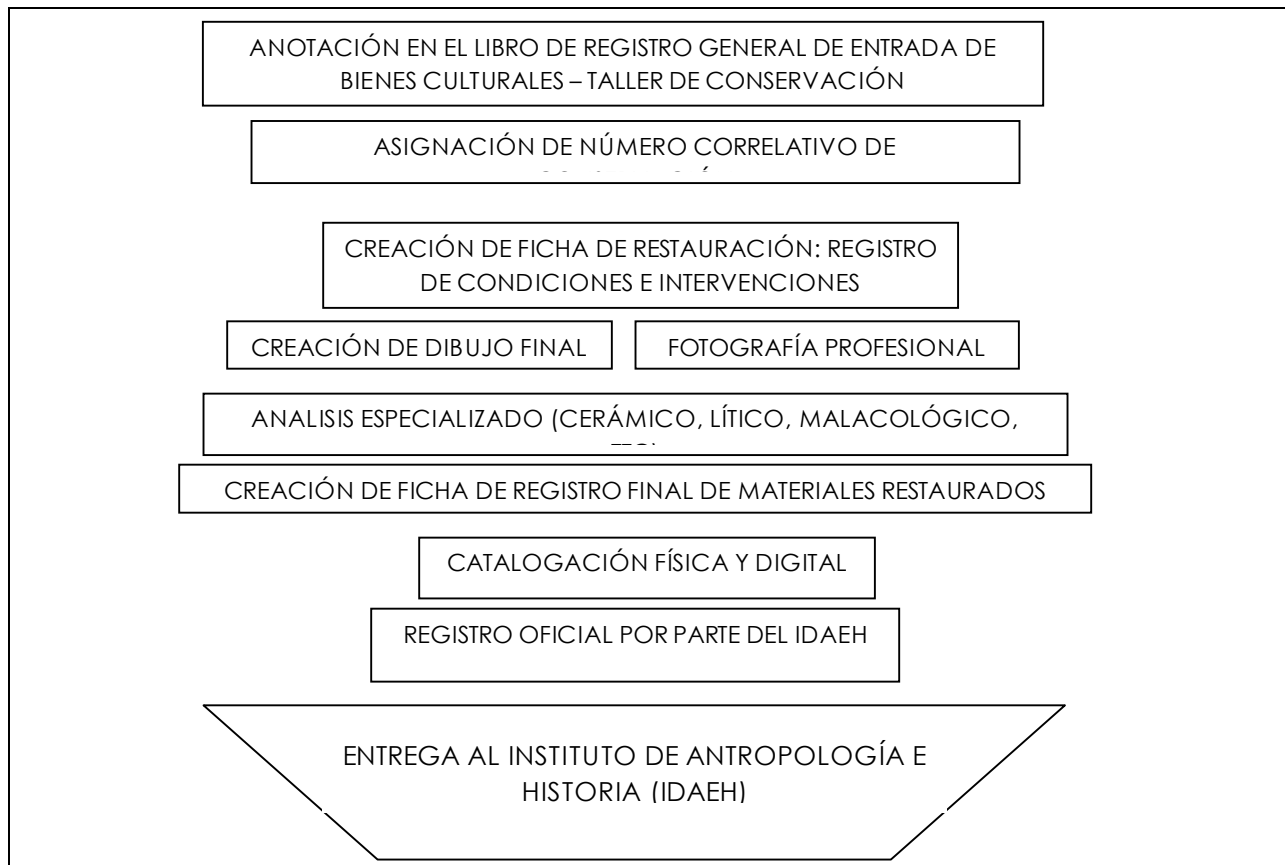 ANOTACIÓN EN EL LIBRO DE REGISTRO GENERAL DE ENTRADA DE
BIENES CULTURALES – TALLER DE CONSERVACIÓN
ASIGNACIÓN DE NÚMERO CORRELATIVO DE
CREACIÓN DE FICHA DE RESTAURACIÓN: REGISTRO
DE CONDICIONES E INTERVENCIONES
CREACIÓN DE DIBUJO FINAL
FOTOGRAFÍA PROFESIONAL
ANALISIS ESPECIALIZADO (CERÁMICO, LÍTICO, MALACOLÓGICO,
CREACIÓN DE FICHA DE REGISTRO FINAL DE MATERIALES RESTAURADOS
CATALOGACIÓN FÍSICA Y DIGITAL
REGISTRO OFICIAL POR PARTE DEL IDAEH
ENTREGA AL INSTITUTO DE ANTROPOLOGÍA E
HISTORIA (IDAEH)